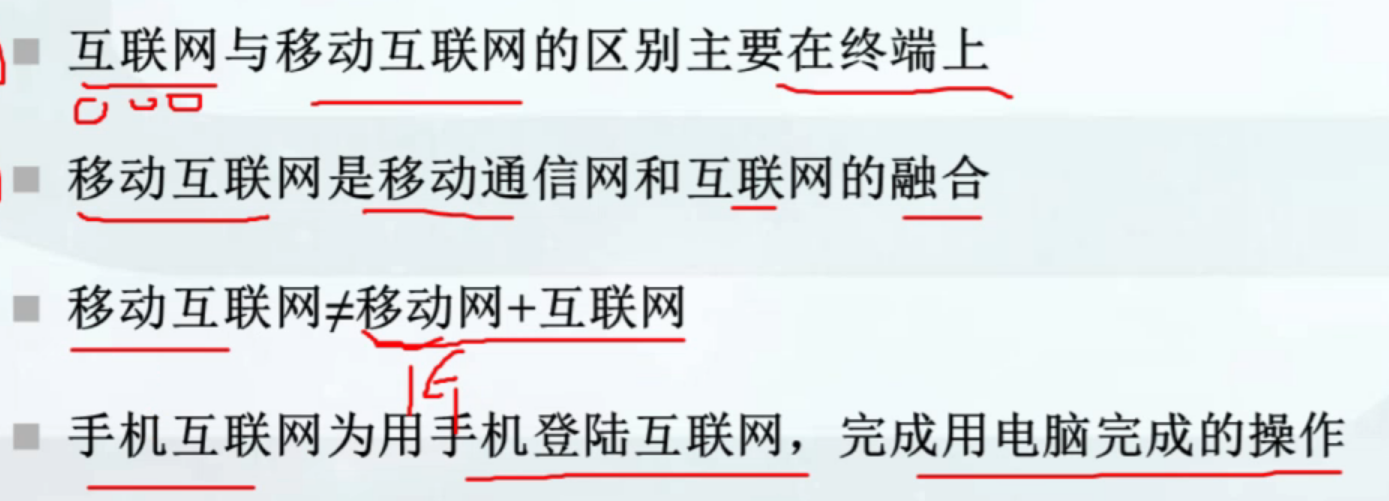 互联网与移动互联网的区别主要在终端上
移动互联网是移动通信网和互联网的融合
移动互联网≠移动网+互联网
手机互联网为用手机登陆互联网，完成用电脑完成的操作